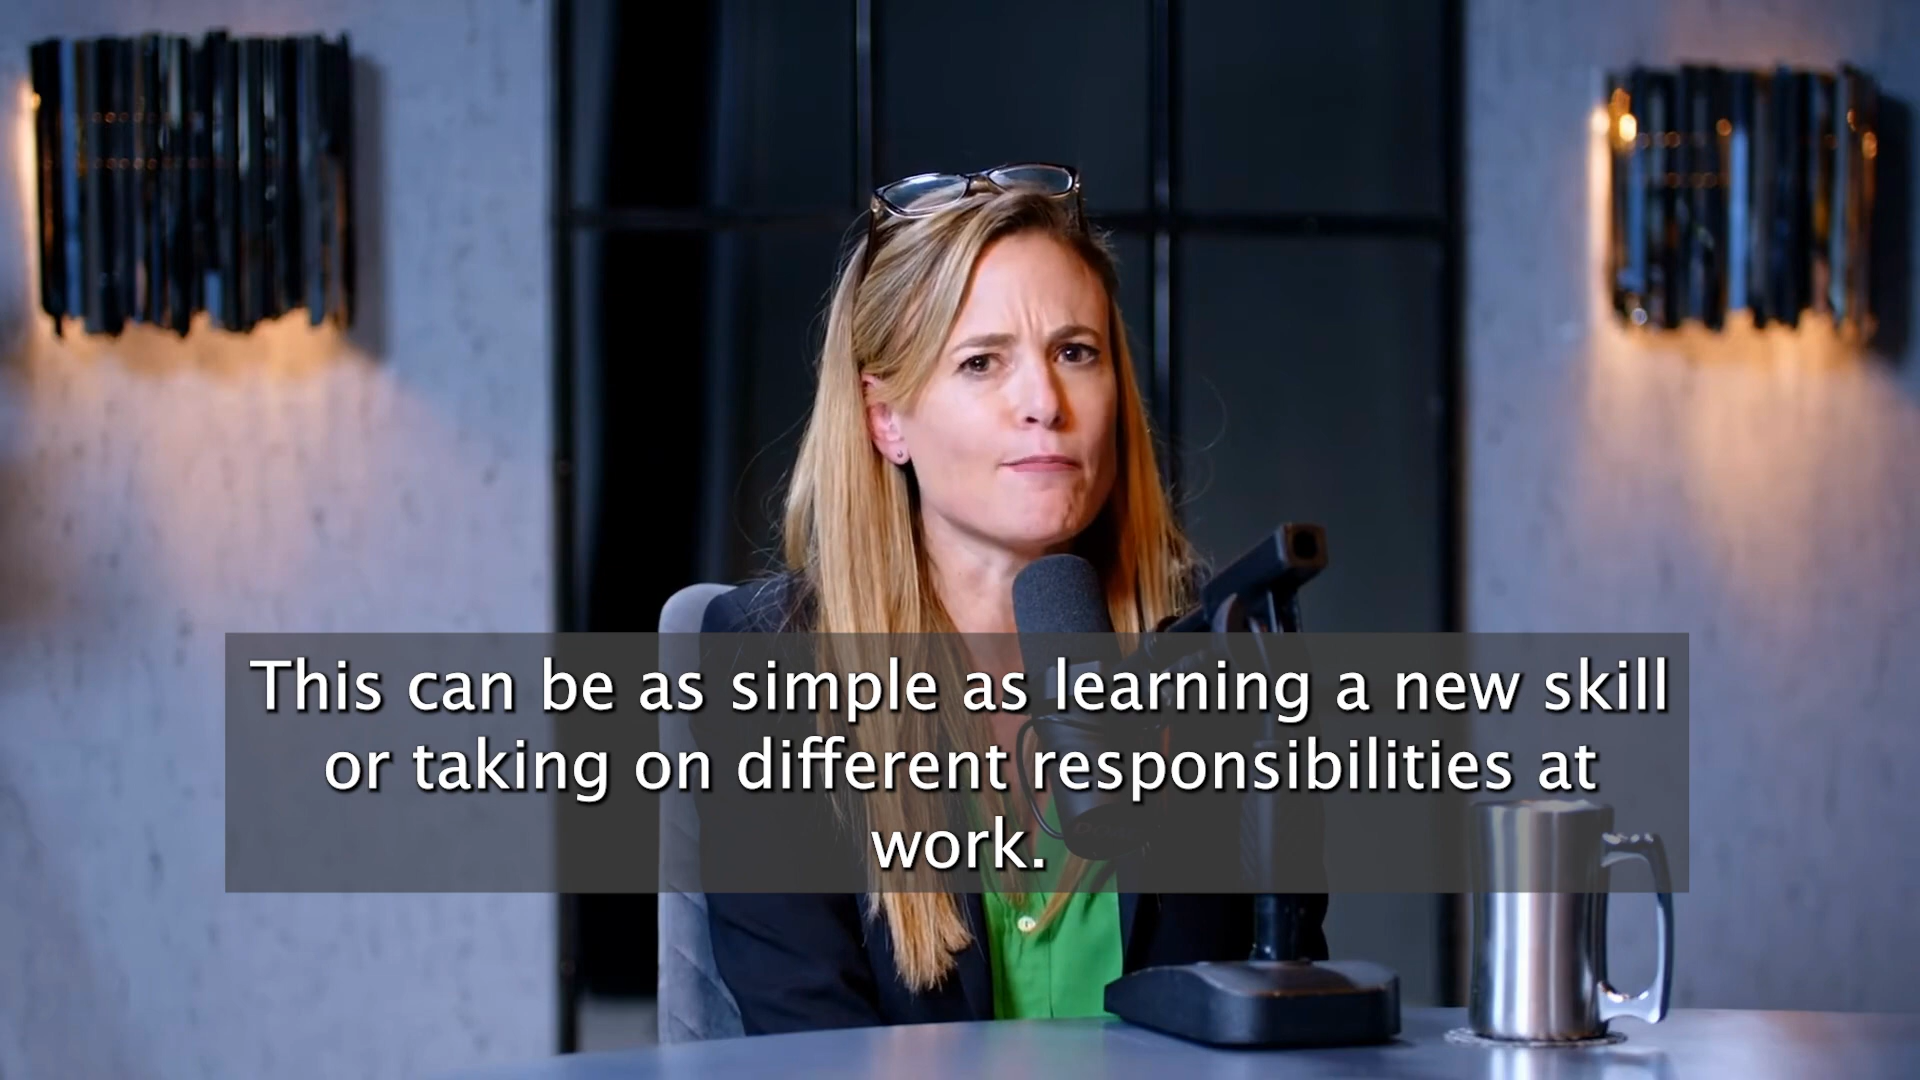 This can be as simple as learning a new skill
or taking on different responsibilities at
work.